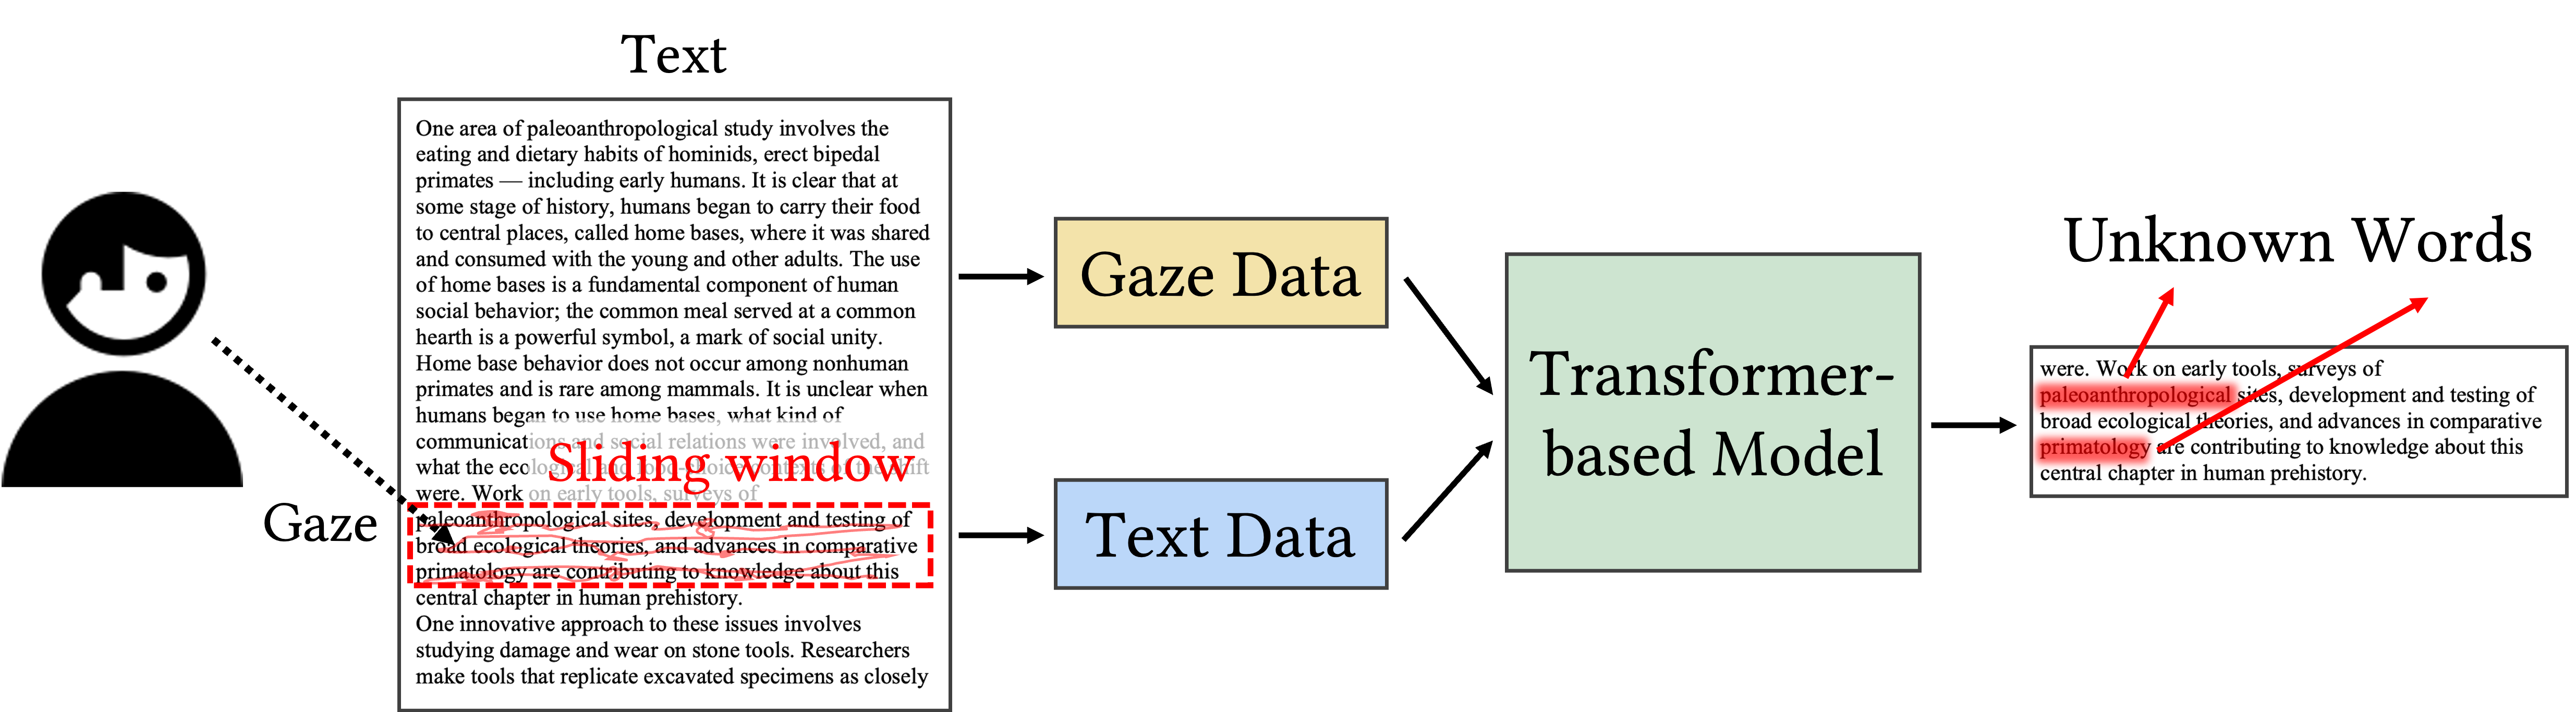 Text
One area of paleoanthropological study involves the
eating and dietary habits of hominids, erect bipedal
primates — including early humans. It is clear that at
some stage of history, humans began to carry their food
to central places, called home bases, where it was shared
and consumed with the young and other adults. The use
of home bases is a fundamental component of human
social behavior; the common meal served at a common
hearth is a powerful symbol, a mark of social unity.
Home base behavior does not occur among nonhuman
primates and is rare among mammals. It is unclear when
humans began to use home bases, what kind of
communications and social relations were involved, and
what the ecological and food-choice contexts of the shift
Sliding window
were. Work on early tools, surveys of
paleoanthropological sites, development and testing of
broad ecological theories, and advances in comparative
primatology are contributing to knowledge about this
central chapter in human prehistory.
One innovative approach to these issues involves
studying damage and wear on stone tools. Researchers
make tools that replicate excavated specimens as closely
Gaze
Gaze Data
Text Data
Transformer-
based Model
Unknown Words
were. Work on early tools, surveys of
paleoanthropological sites, development and testing of
broad ecological theories, and advances in comparative
primatology are contributing to knowledge about this
central chapter in human prehistory.